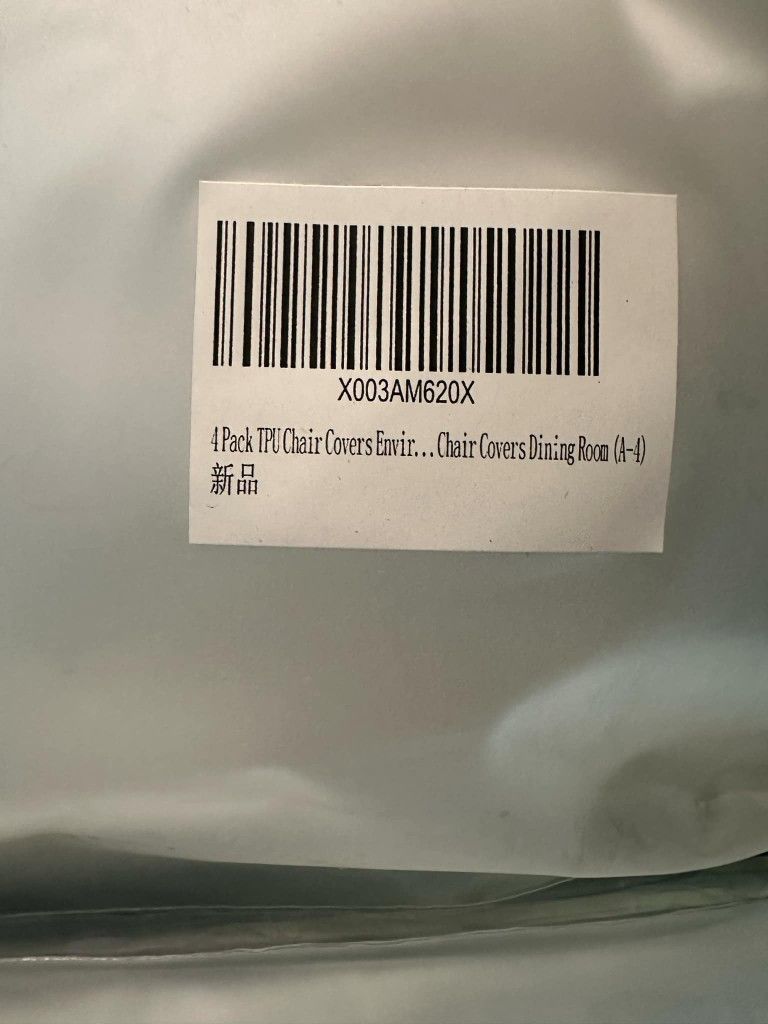 X003AM620X
4 Pack TPU Chair Covers Envir...Chair Covers Dining Room (A-4)
新品